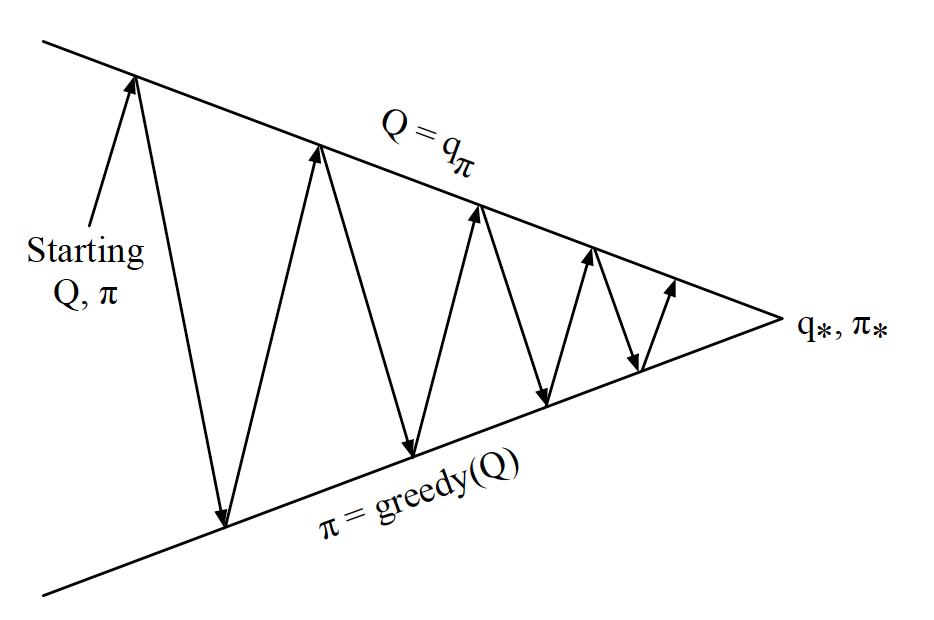 Q = qπ
Starting
Q, π
q*, π*
π = greedy(Q)